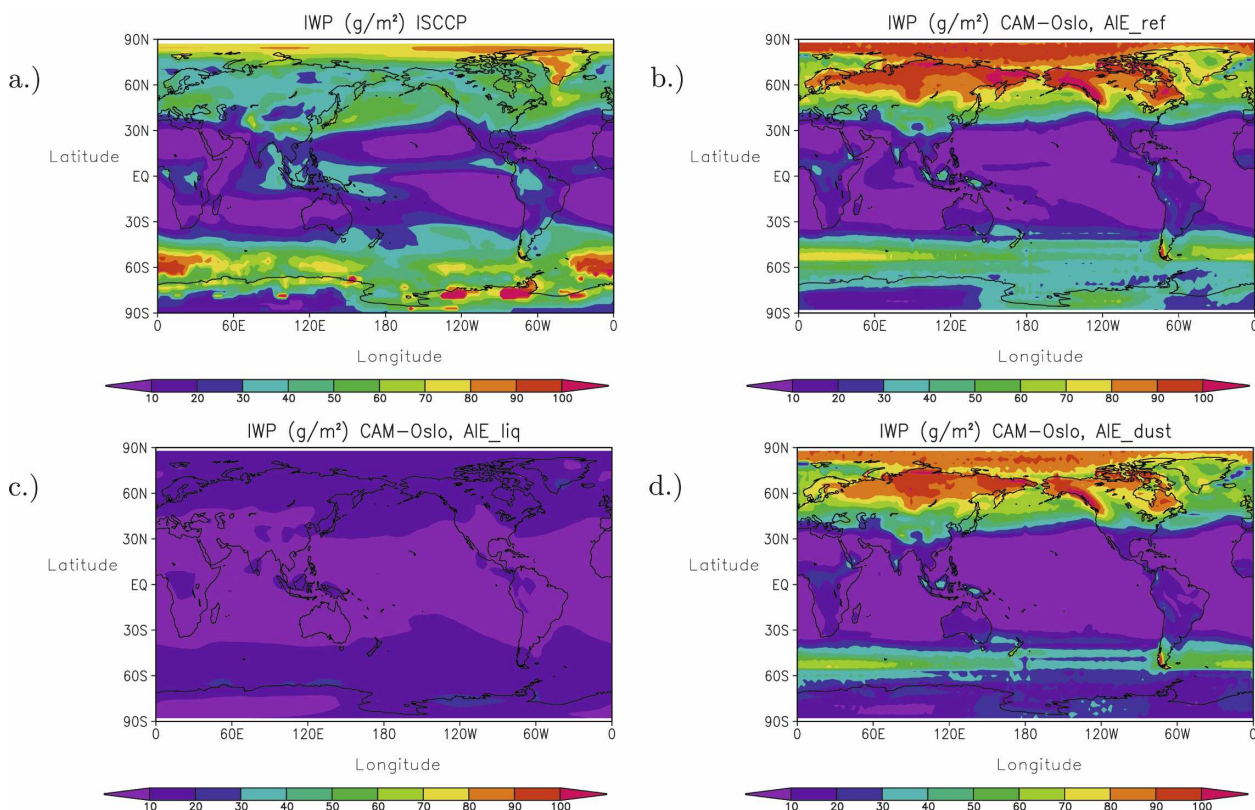 a.)
IWP (g/m²) ISCCP
90N
60N
30N
EQ
30S
60S
90S
Latitude
0 60E 120E 180 120W 60W 0
Longitude
10 20 30 40 50 60 70 80 90 100
b.)
IWP (g/m²) CAM-Oslo, AIE_ref
90N
60N
30N
EQ
30S
60S
90S
Latitude
0 60E 120E 180 120W 60W 0
Longitude
10 20 30 40 50 60 70 80 90 100
c.)
IWP (g/m²) CAM-Oslo, AIE_liq
90N
60N
30N
EQ
30S
60S
90S
Latitude
0 60E 120E 180 120W 60W 0
Longitude
10 20 30 40 50 60 70 80 90 100
d.)
IWP (g/m²) CAM-Oslo, AIE_dust
90N
60N
30N
EQ
30S
60S
90S
Latitude
0 60E 120E 180 120W 60W 0
Longitude
10 20 30 40 50 60 70 80 90 100